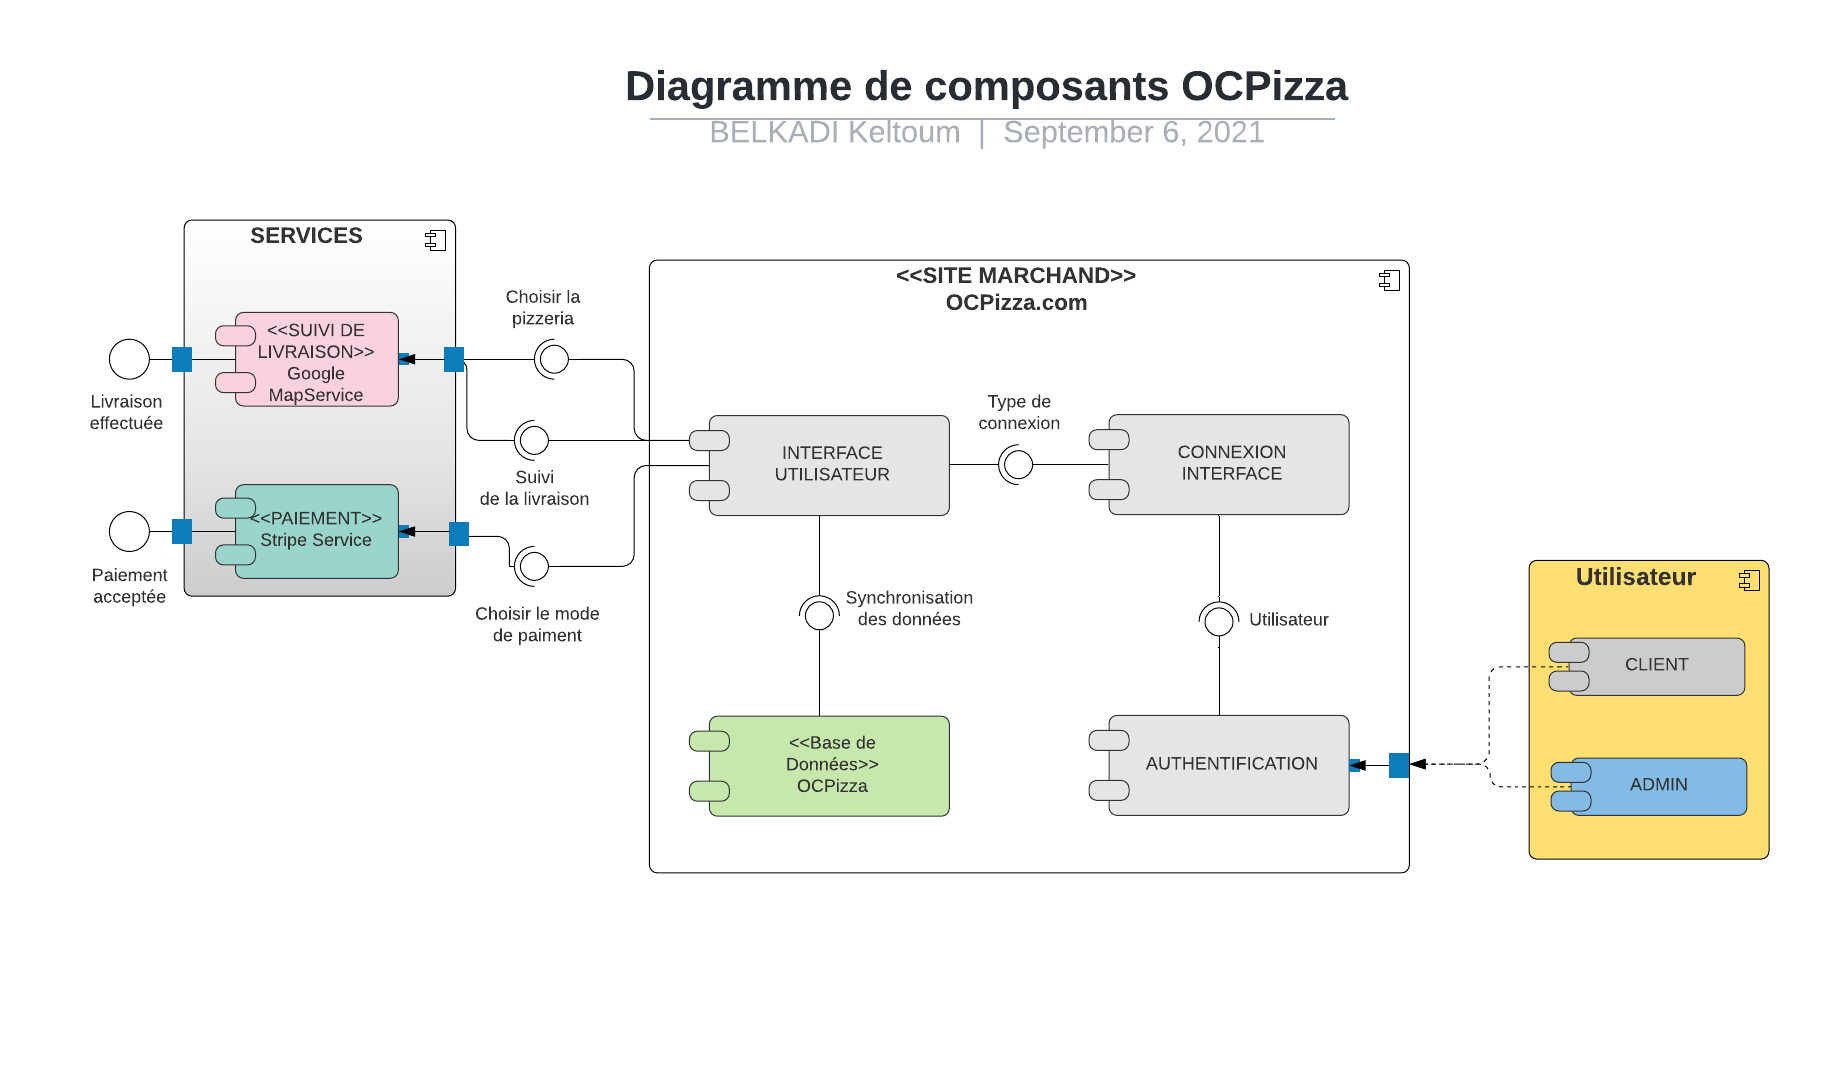 Diagramme de composants OCPizza
BELKADI Keltoum | September 6, 2021
SERVICES
<<SUIVI DE
LIVRAISON>>
Google
MapService
Livraison
effectuée
<<PAIEMENT>>
Stripe Service
Paiement
acceptée
Choisir la
pizzeria
Suivi
de la livraison
Choisir le mode
de paiment
<<SITE MARCHAND>>
OCPizza.com
INTERFACE
UTILISATEUR
Type de
connexion
CONNEXION
INTERFACE
Synchronisation
des données
Utilisateur
<<Base de
Données>>
OCPizza
AUTHENTIFICATION
Utilisateur
CLIENT
ADMIN